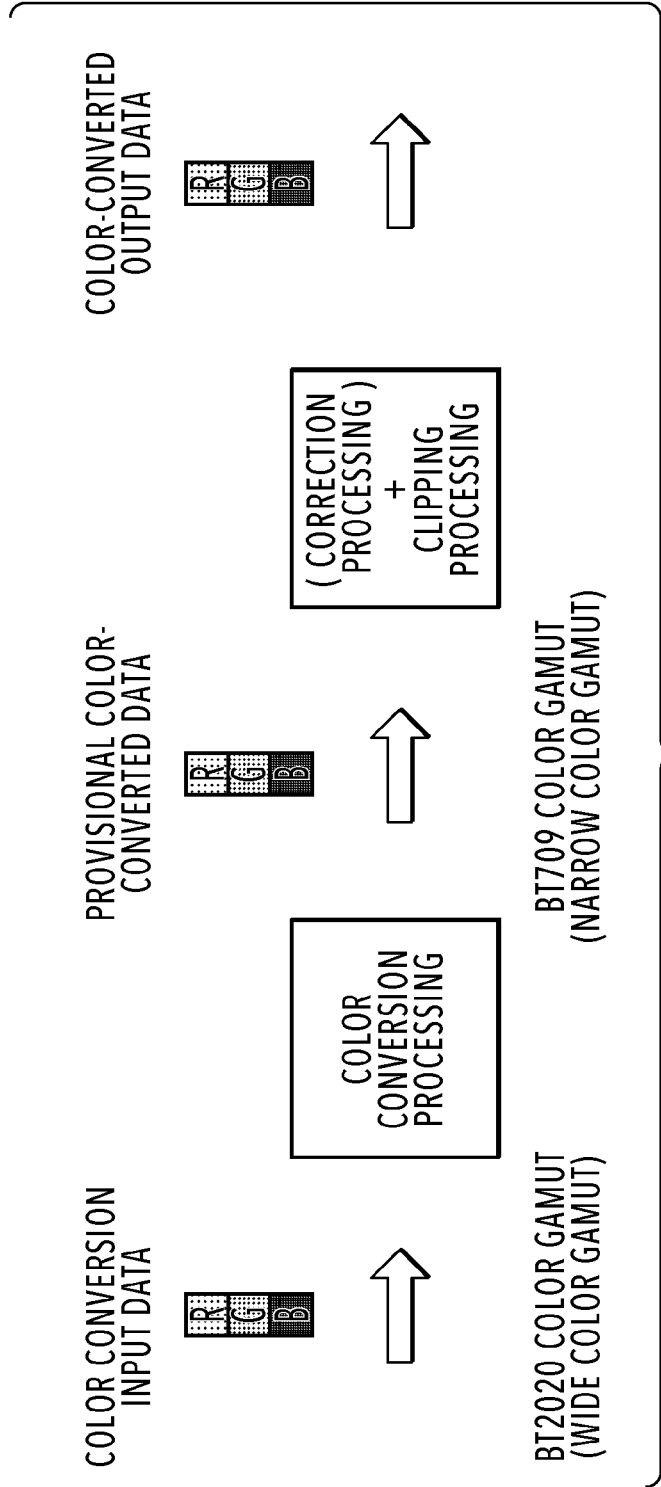 COLOR CONVERSION
INPUT DATA
R
G
B
BT2020 COLOR GAMUT
(WIDE COLOR GAMUT)
COLOR
CONVERSION
PROCESSING
PROVISIONAL COLOR-
CONVERTED DATA
R
G
B
BT709 COLOR GAMUT
(NARROW COLOR GAMUT)
(CORRECTION
PROCESSING)
+
CLIPPING
PROCESSING
COLOR-CONVERTED
OUTPUT DATA
R
G
B